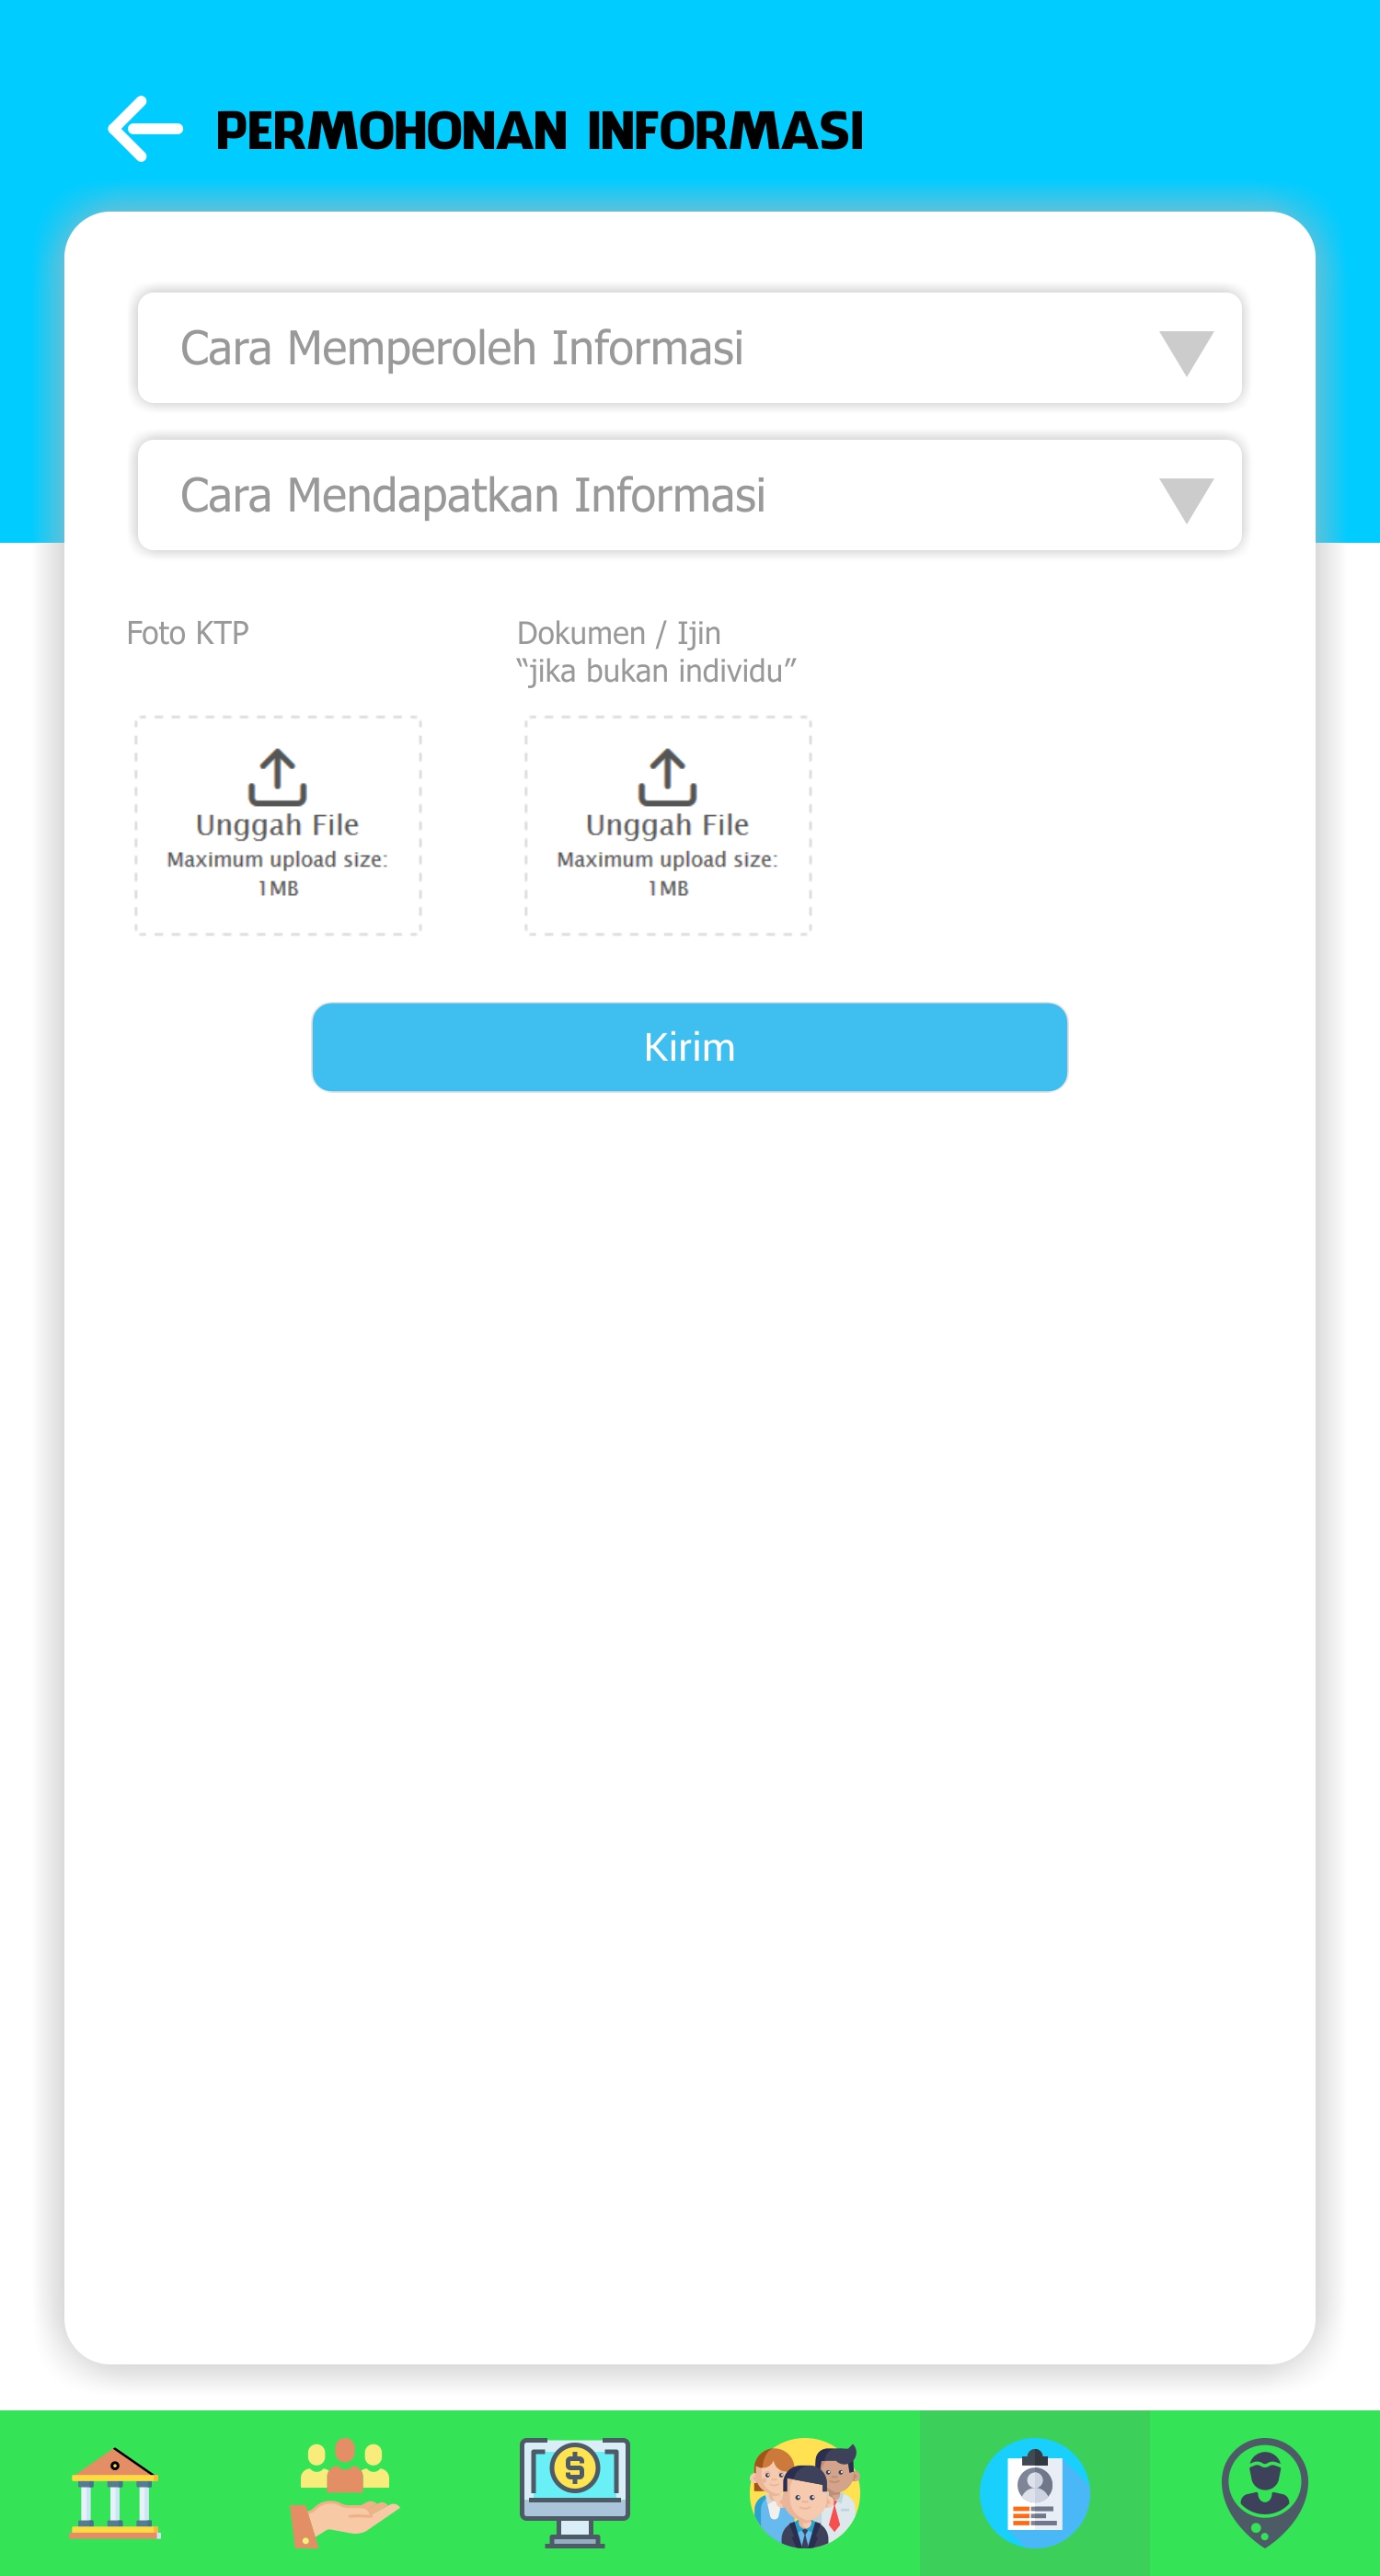 PERMOHONAN INFORMASI
Cara Memperoleh Informasi
Cara Mendapatkan Informasi
Foto KTP
Dokumen / Ijin
“jika bukan individu”
Unggah File
Maximum upload size:
1MB
Unggah File
Maximum upload size:
1MB
Kirim
$